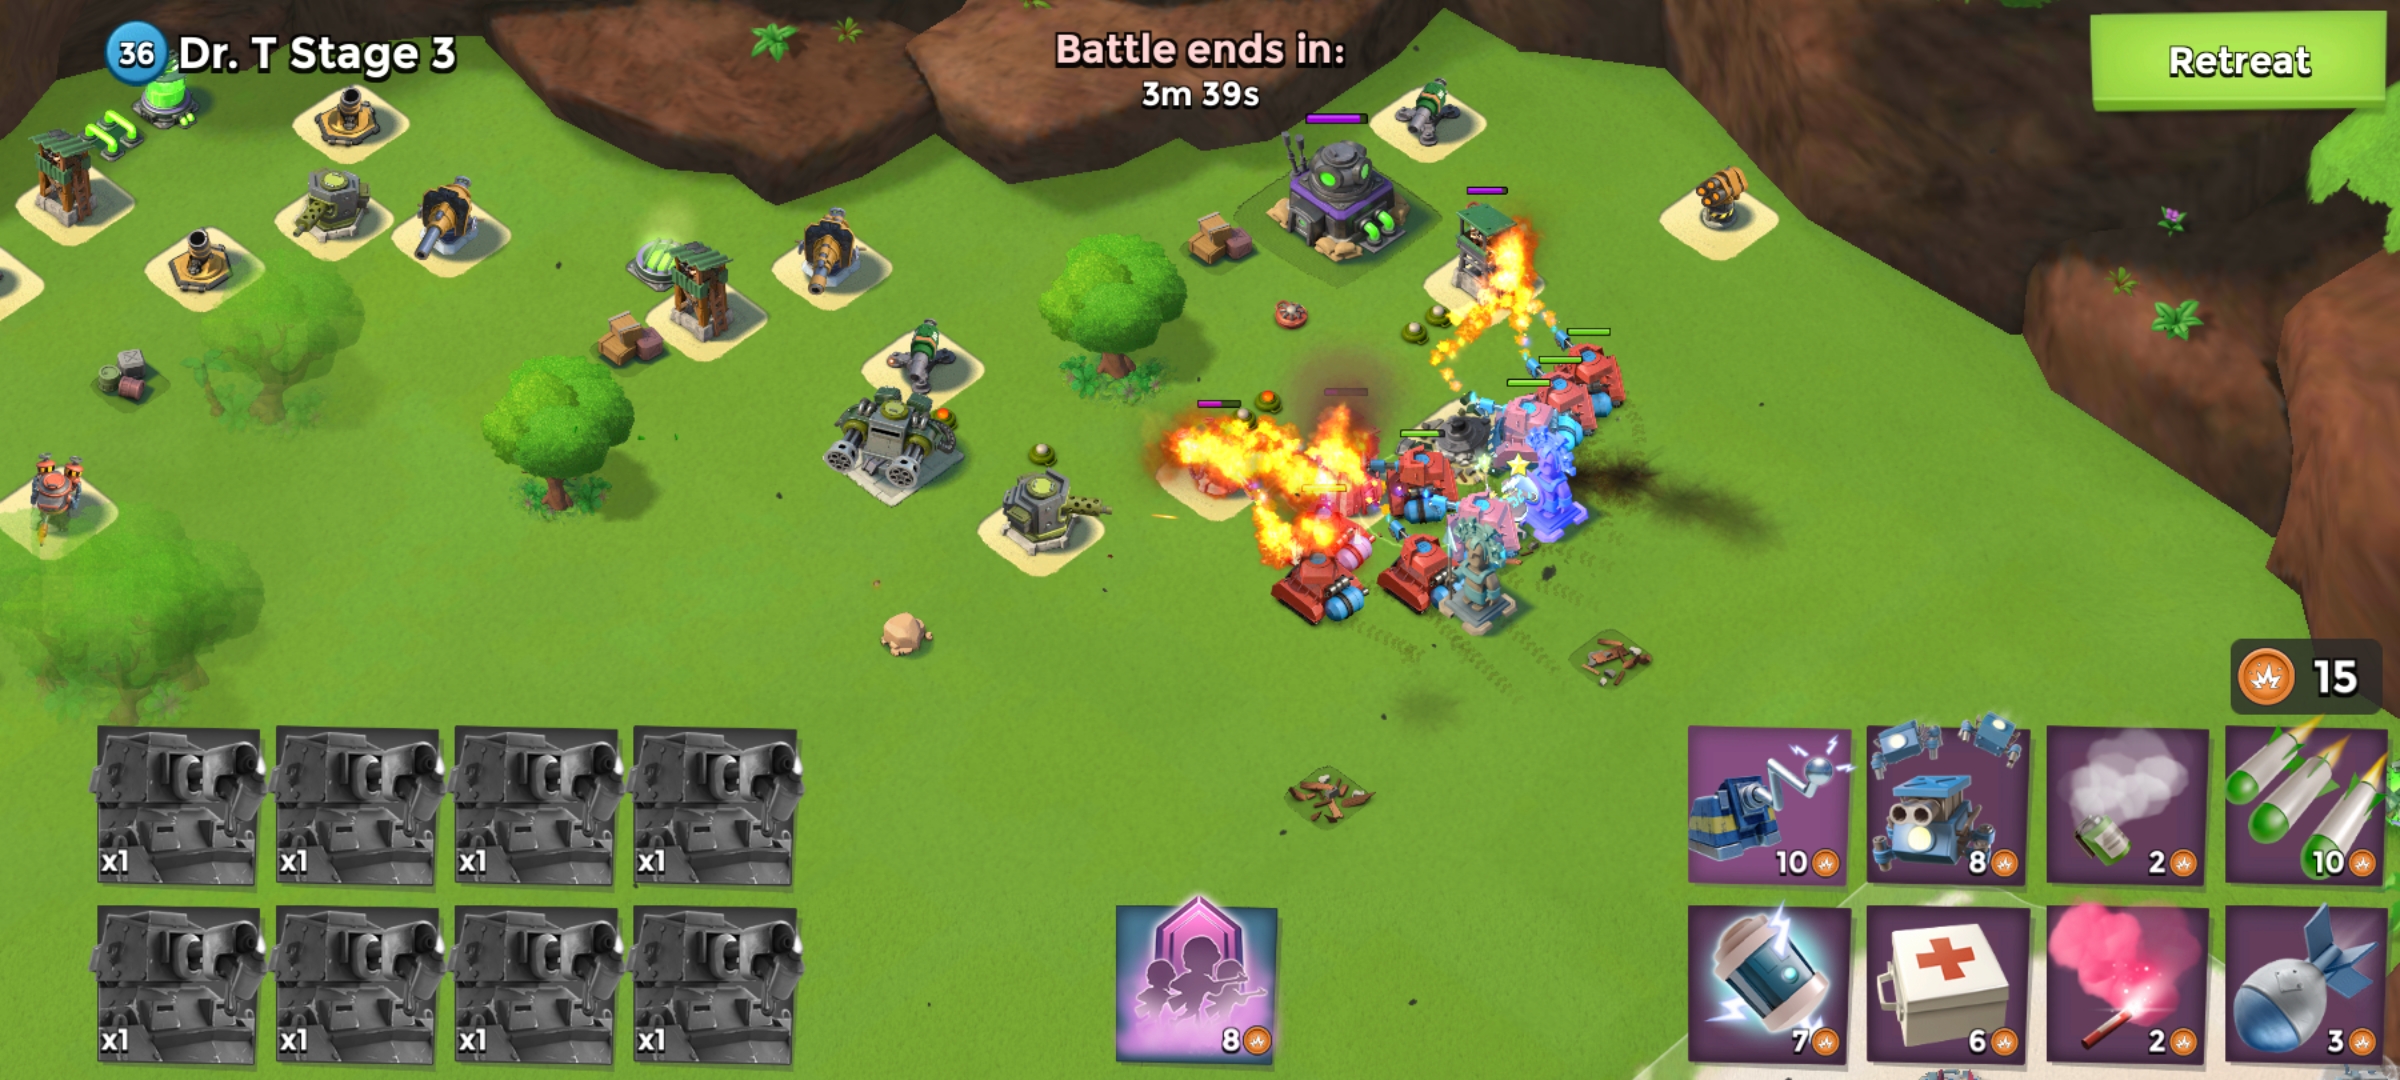 36 Dr. T Stage 3
Battle ends in:
3m 39s
Retreat
15
x1 x1 x1 x1
10 8 2 10
x1 x1 x1 x1
8
7 6 2 3